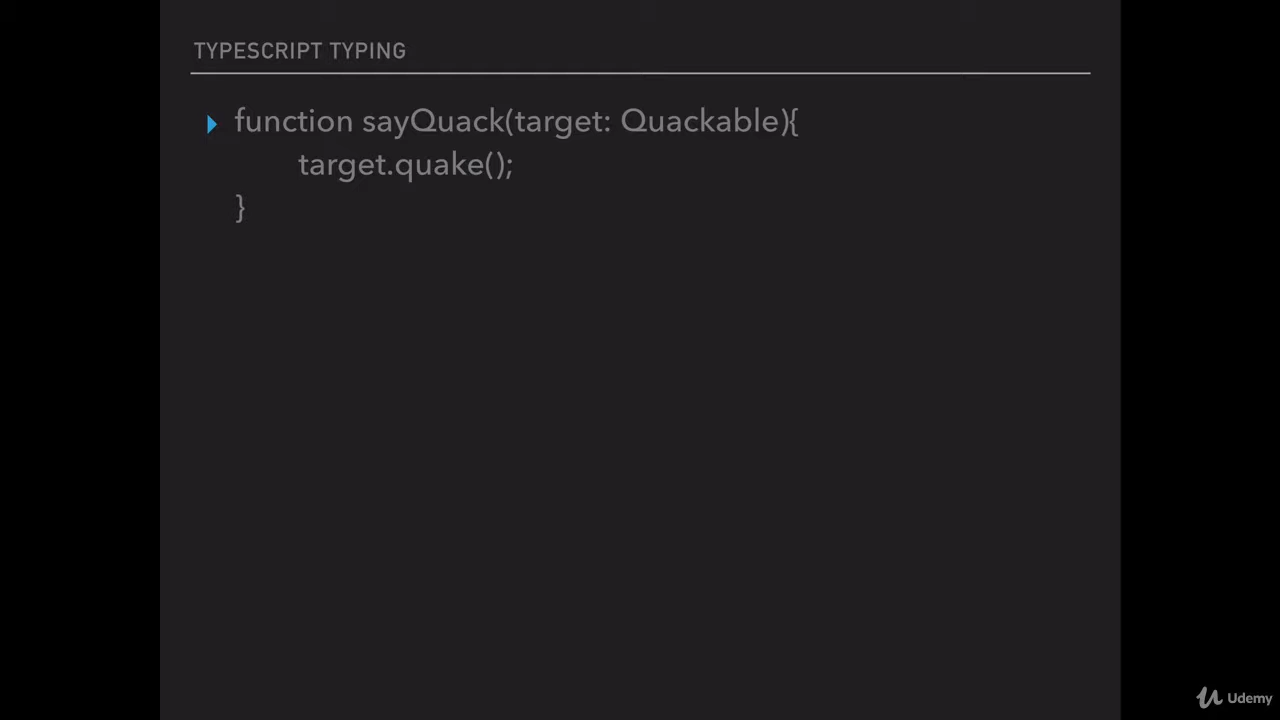 TYPESCRIPT TYPING
function sayQuack(target: Quackable){
target.quake();
}
Udemy